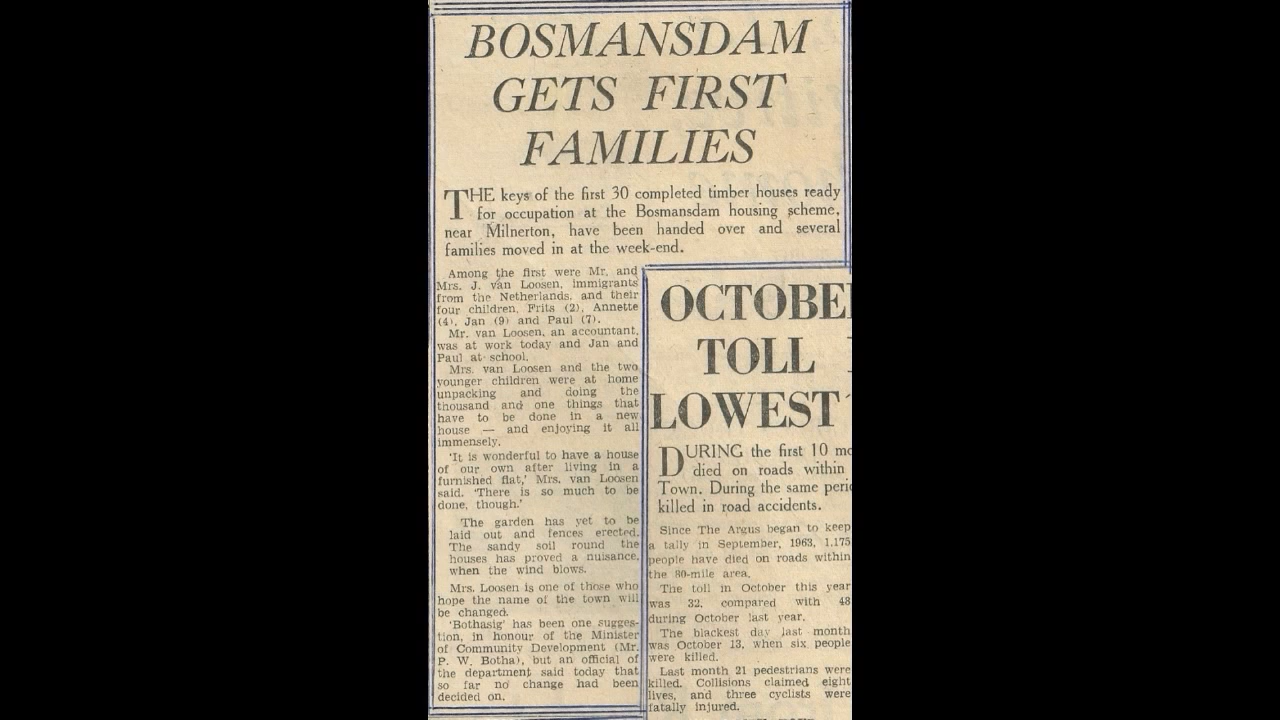 BOSMANSDAM
GETS FIRST
FAMILIES
THE keys of the first 30 completed timber houses ready
for occupation at the Bosmansdam housing scheme,
near Milnerton, have been handed over and several
families moved in at the week-end.
Among the first were Mr. and
Mrs. J. van Loosen, immigrants
from the Netherlands, and their
four children, Frits (2), Annette
(4), Jan (9) and Paul (7).
Mr. van Loosen, an accountant,
was at work today and Jan and
Paul at school.
Mrs. van Loosen and the two
younger children were at home
unpacking and doing the
thousand and one things that
have to be done in a new
house — and enjoying it all
immensely.
'It is wonderful to have a house
of our own after living in a
furnished flat,' Mrs. van Loosen
said. 'There is so much to be
done, though.'
The garden has yet to be
laid out and fences erected.
The sandy soil round the
houses has proved a nuisance,
when the wind blows.
Mrs. Loosen is one of those who
hope the name of the town will
be changed.
'Bothasig' has been one sugges-
tion, in honour of the Minister
of Community Development (Mr.
P. W. Botha), but an official of
the department said today that
so far no change had been
decided on.
OCTOBE
TOLL
LOWEST
DURING the first 10 mo
died on roads within
Town. During the same peri
killed in road accidents.
Since The Argus began to keep
a tally in September, 1963, 1,175
people have died on roads within
the 80-mile area.
The toll in October this year
was 32, compared with 48
during October last year.
The blackest day last month
was October 13, when six people
were killed.
Last month 21 pedestrians were
killed. Collisions claimed eight
lives, and three cyclists were
fatally injured.